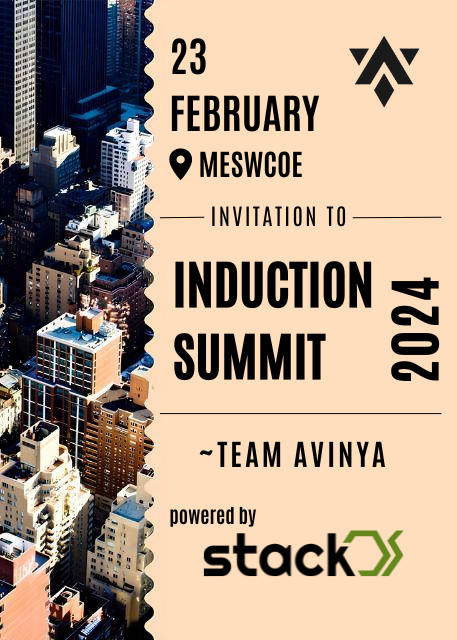 23
FEBRUARY
MESWCOE
INVITATION TO
INDUCTION
SUMMIT
2024
~TEAM AVINYA
powered by
stack